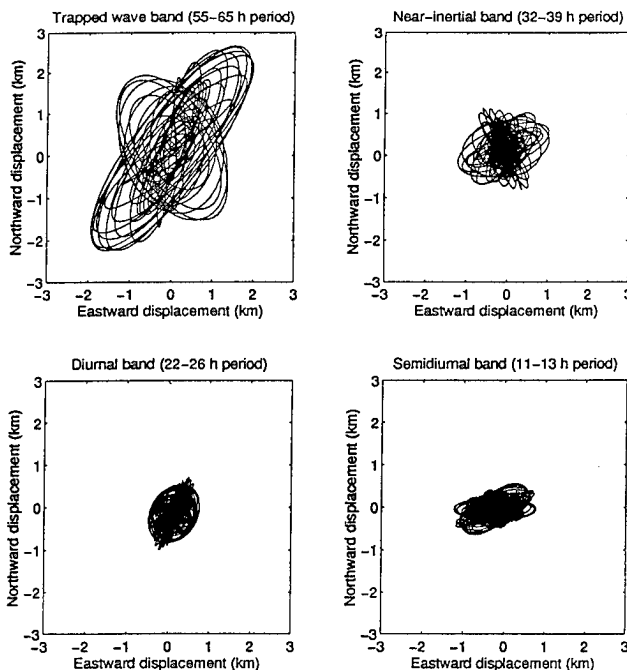 Trapped wave band (55-65 h period)
3
2
1
0
-1
-2
-3
Northward displacement (km)
-3 -2 -1 0 1 2 3
Eastward displacement (km)
Near-inertial band (32-39 h period)
3
2
1
0
-1
-2
-3
Northward displacement (km)
-3 -2 -1 0 1 2 3
Eastward displacement (km)
Diurnal band (22-26 h period)
3
2
1
0
-1
-2
-3
Northward displacement (km)
-3 -2 -1 0 1 2 3
Eastward displacement (km)
Semidiurnal band (11-13 h period)
3
2
1
0
-1
-2
-3
Northward displacement (km)
-3 -2 -1 0 1 2 3
Eastward displacement (km)